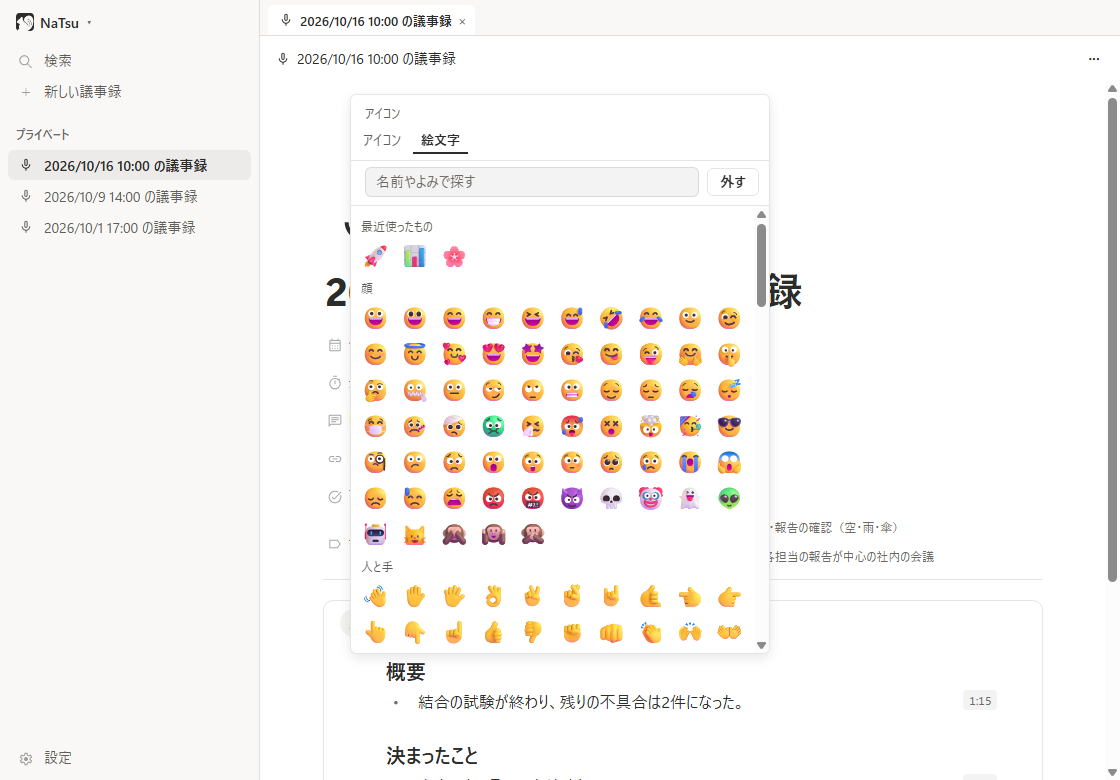 NaTsu
検索
新しい議事録
プライベート
2026/10/16 10:00 の議事録
2026/10/9 14:00 の議事録
2026/10/1 17:00 の議事録
設定
2026/10/16 10:00 の議事録 ×
2026/10/16 10:00 の議事録
アイコン
アイコン 絵文字
名前やよみで探す
外す
最近使ったもの
顔
人と手
2
録
・報告の確認（空・雨・傘）
担当の報告が中心の社内の会議
概要
• 結合の試験が終わり、残りの不具合は2件になった。
1:15
決まったこと